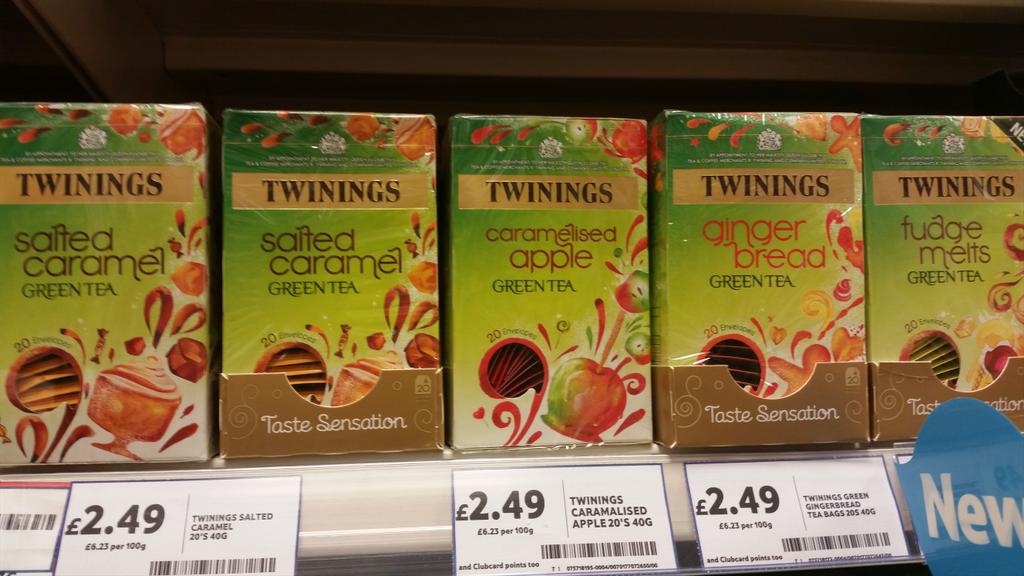 TWININGS
salted
caramel
GREEN TEA
20 Envelopes
TWININGS
salted
caramel
GREEN TEA
20 Envelopes
Taste Sensation
TWININGS
caramelised
apple
GREEN TEA
20 Envelopes
TWININGS
ginger
bread
GREEN TEA
20 Envelopes
Taste Sensation
TWININGS
fudge
melts
GREEN TEA
20 Envelopes
Taste Sensation
£2.49
£6.23 per 100g
TWININGS SALTED
CARAMEL
20'S 40G
£2.49
£6.23 per 100g
and Clubcard points too
TWININGS
CARAMALISED
APPLE 20'S 40G
£2.49
£6.23 per 100g
and Clubcard points too
TWININGS GREEN
GINGERBREAD
TEA BAGS 20S 40G
New